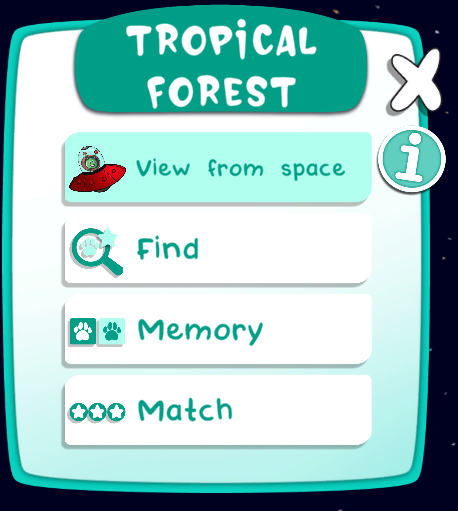 TROPICAL
FOREST
i
View from space
Find
Memory
Match